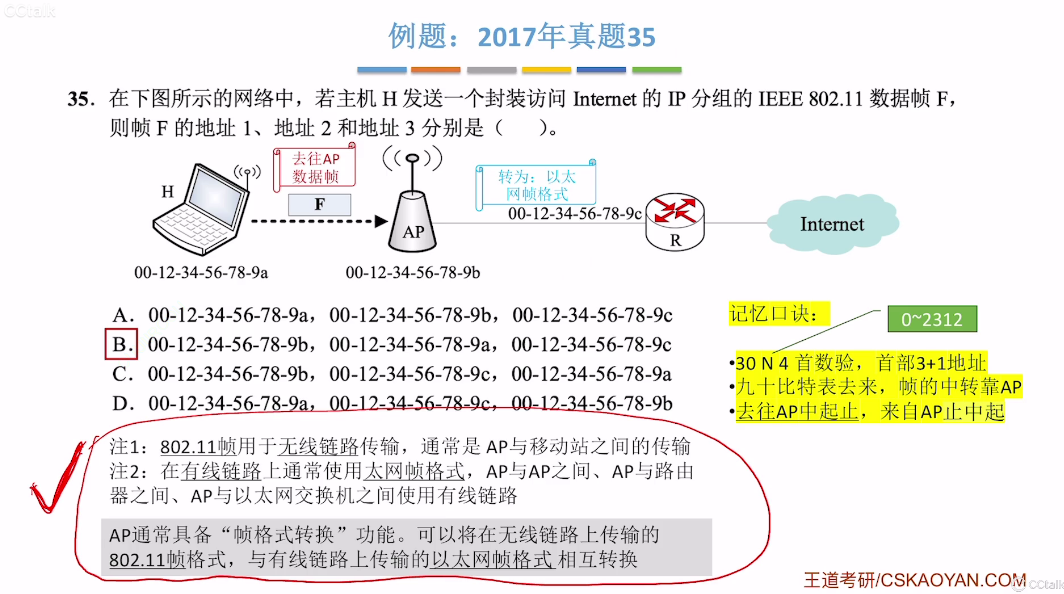 CCtalk
例题：2017年真题35
35．在下图所示的网络中，若主机 H 发送一个封装访问 Internet 的 IP 分组的 IEEE 802.11 数据帧 F，
则帧 F 的地址 1、地址 2 和地址 3 分别是（　　）。
去往AP
数据帧
转为：以太
网帧格式
H
F
AP
00-12-34-56-78-9c
R
Internet
00-12-34-56-78-9a
00-12-34-56-78-9b
A．00-12-34-56-78-9a，00-12-34-56-78-9b，00-12-34-56-78-9c
B．00-12-34-56-78-9b，00-12-34-56-78-9a，00-12-34-56-78-9c
C．00-12-34-56-78-9b，00-12-34-56-78-9c，00-12-34-56-78-9a
D．00-12-34-56-78-9a，00-12-34-56-78-9c，00-12-34-56-78-9b
记忆口诀：
0~2312
•30 N 4 首数验，首部3+1地址
•九十比特表去来，帧的中转靠AP
•去往AP中起止，来自AP止中起
注1：802.11帧用于无线链路传输，通常是 AP与移动站之间的传输
注2：在有线链路上通常使用太网帧格式，AP与AP之间、AP与路由
器之间、AP与以太网交换机之间使用有线链路
AP通常具备“帧格式转换”功能。可以将在无线链路上传输的
802.11帧格式，与有线链路上传输的以太网帧格式 相互转换
王道考研/CSKAOYAN.COM
CCtalk